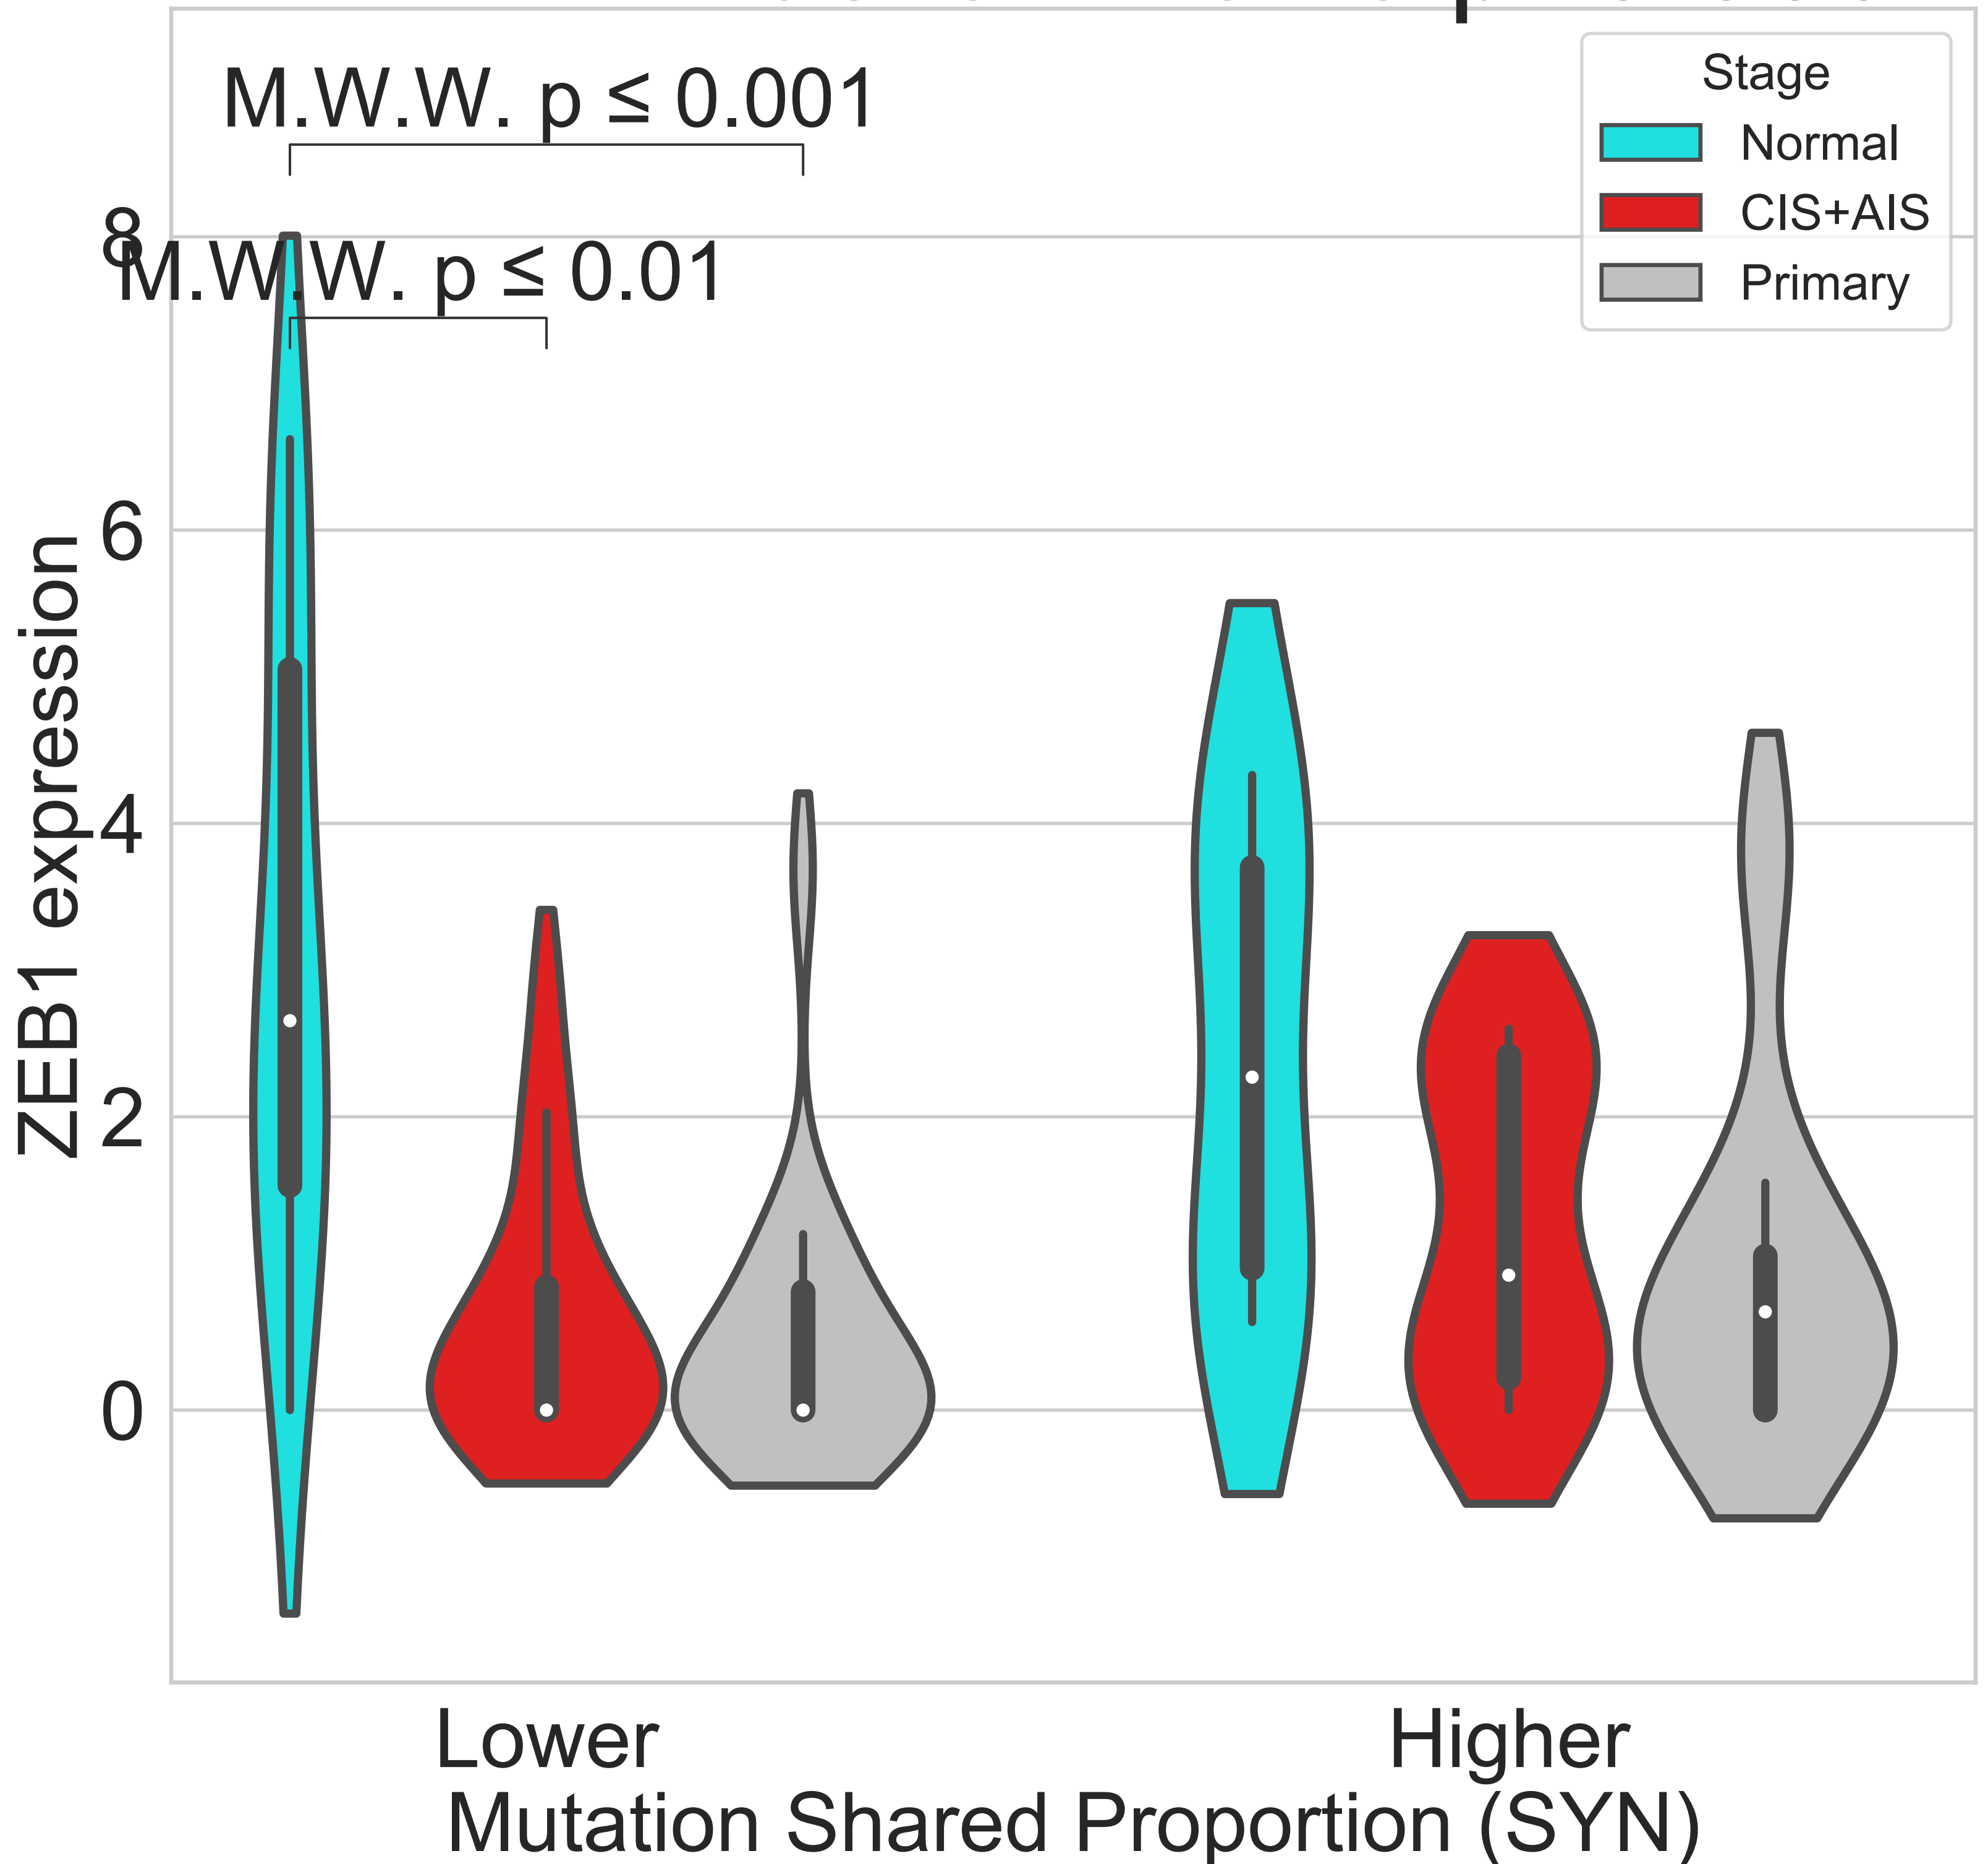 M.W.W. p ≤ 0.001
M.W.W. p ≤ 0.01
Stage
Normal
CIS+AIS
Primary
8
6
4
2
0
ZEB1 expression
Lower
Higher
Mutation Shared Proportion (SYN)